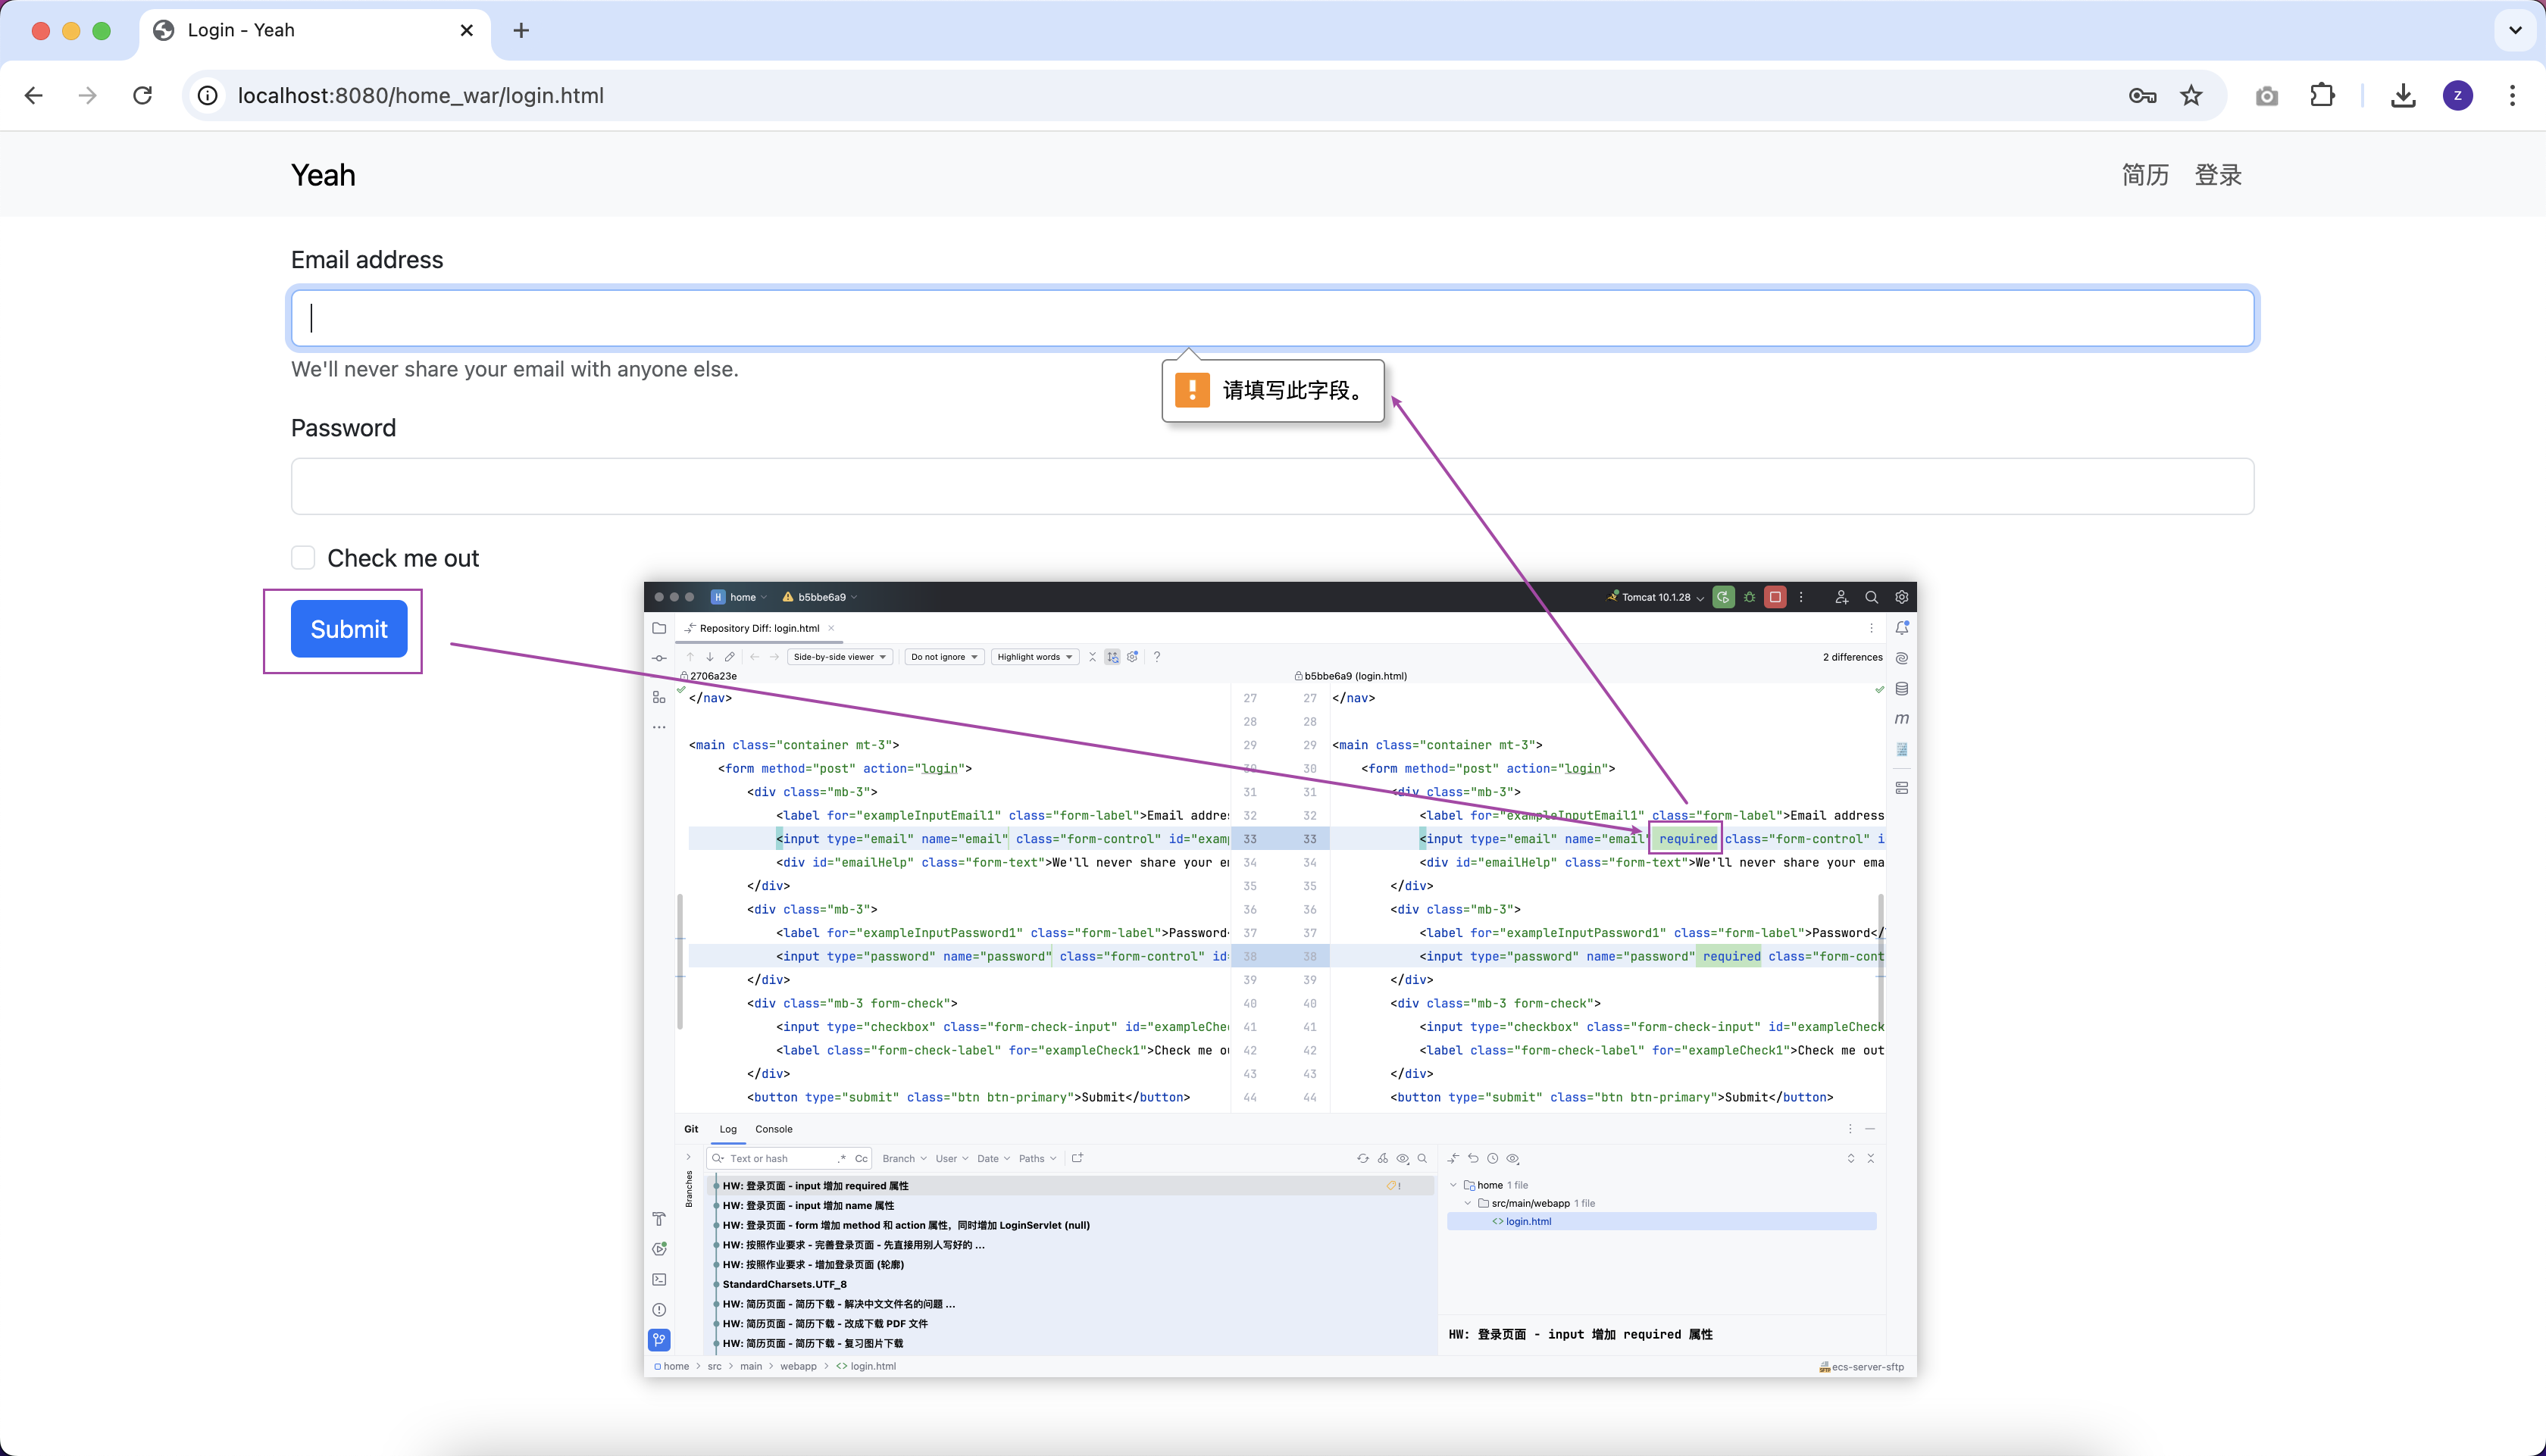 Login - Yeah
localhost:8080/home_war/login.html
Z
Yeah
简历 登录
Email address
We'll never share your email with anyone else.
请填写此字段。
Password
Check me out
Submit
H home b5bbe6a9 Tomcat 10.1.28
Repository Diff: login.html
Side-by-side viewer Do not ignore Highlight words ? 2 differences
2706a23e b5bbe6a9 (login.html)
</nav> 27 27 </nav>
28 28
<main class="container mt-3"> 29 29 <main class="container mt-3">
<form method="post" action="login"> 30 30 <form method="post" action="login">
<div class="mb-3"> 31 31 <div class="mb-3">
<label for="exampleInputEmail1" class="form-label">Email addres 32 32 <label for="exampleInputEmail1" class="form-label">Email address
<input type="email" name="email" class="form-control" id="examp 33 33 <input type="email" name="email" required class="form-control" i
<div id="emailHelp" class="form-text">We'll never share your em 34 34 <div id="emailHelp" class="form-text">We'll never share your ema
</div> 35 35 </div>
<div class="mb-3"> 36 36 <div class="mb-3">
<label for="exampleInputPassword1" class="form-label">Password< 37 37 <label for="exampleInputPassword1" class="form-label">Password</
<input type="password" name="password" class="form-control" id= 38 38 <input type="password" name="password" required class="form-cont
</div> 39 39 </div>
<div class="mb-3 form-check"> 40 40 <div class="mb-3 form-check">
<input type="checkbox" class="form-check-input" id="exampleChec 41 41 <input type="checkbox" class="form-check-input" id="exampleCheck
<label class="form-check-label" for="exampleCheck1">Check me ou 42 42 <label class="form-check-label" for="exampleCheck1">Check me out
</div> 43 43 </div>
<button type="submit" class="btn btn-primary">Submit</button> 44 44 <button type="submit" class="btn btn-primary">Submit</button>
Git Log Console
Text or hash .* Cc Branch User Date Paths
Branches
HW: 登录页面 - input 增加 required 属性
HW: 登录页面 - input 增加 name 属性
HW: 登录页面 - form 增加 method 和 action 属性，同时增加 LoginServlet (null)
HW: 按照作业要求 - 完善登录页面 - 先直接用别人写好的 ...
HW: 按照作业要求 - 增加登录页面 (轮廓)
StandardCharsets.UTF_8
HW: 简历页面 - 简历下载 - 解决中文文件名的问题 ...
HW: 简历页面 - 简历下载 - 改成下载 PDF 文件
HW: 简历页面 - 简历下载 - 复习图片下载
home 1 file
src/main/webapp 1 file
login.html
HW: 登录页面 - input 增加 required 属性
home > src > main > webapp > login.html
ecs-server-sftp